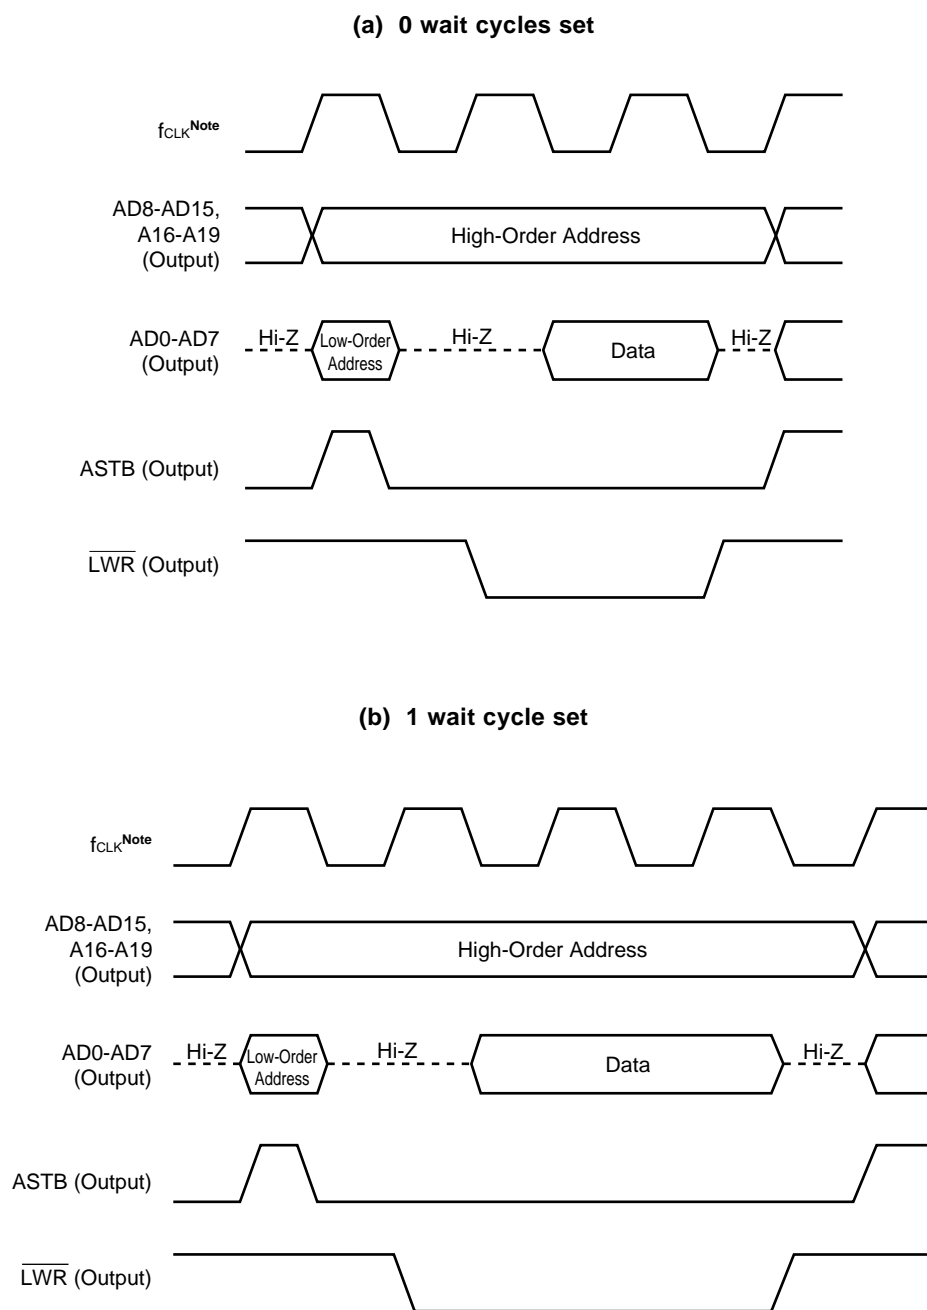 (a) 0 wait cycles set
fCLKNote
AD8-AD15,
A16-A19
(Output)
High-Order Address
AD0-AD7
(Output)
Hi-Z
Low-Order
Address
Hi-Z
Data
Hi-Z
ASTB (Output)
LWR (Output)
(b) 1 wait cycle set
fCLKNote
AD8-AD15,
A16-A19
(Output)
High-Order Address
AD0-AD7
(Output)
Hi-Z
Low-Order
Address
Hi-Z
Data
Hi-Z
ASTB (Output)
LWR (Output)